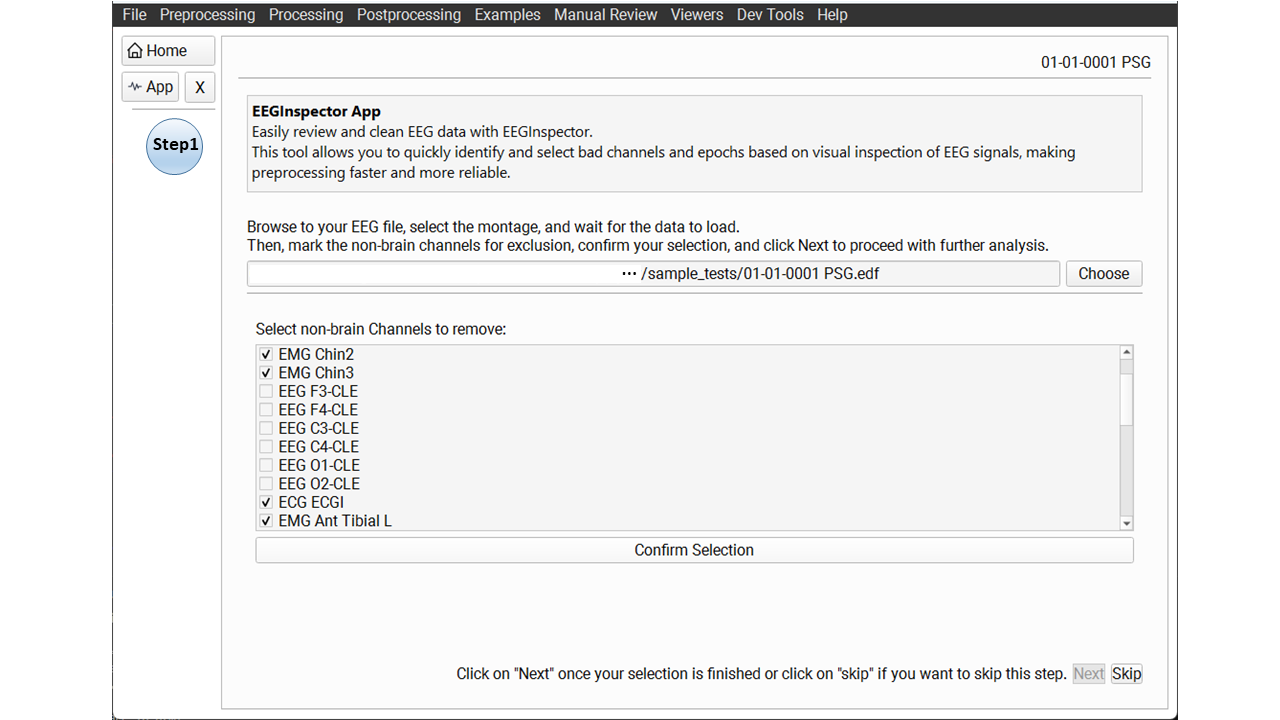 File Preprocessing Processing Postprocessing Examples Manual Review Viewers Dev Tools Help
Home
App X
Step1
01-01-0001 PSG
EEGInspector App
Easily review and clean EEG data with EEGInspector.
This tool allows you to quickly identify and select bad channels and epochs based on visual inspection of EEG signals, making
preprocessing faster and more reliable.
Browse to your EEG file, select the montage, and wait for the data to load.
Then, mark the non-brain channels for exclusion, confirm your selection, and click Next to proceed with further analysis.
··· /sample_tests/01-01-0001 PSG.edf Choose
Select non-brain Channels to remove:
EMG Chin2
EMG Chin3
EEG F3-CLE
EEG F4-CLE
EEG C3-CLE
EEG C4-CLE
EEG O1-CLE
EEG O2-CLE
ECG ECGI
EMG Ant Tibial L
Confirm Selection
Click on "Next" once your selection is finished or click on "skip" if you want to skip this step. Next Skip